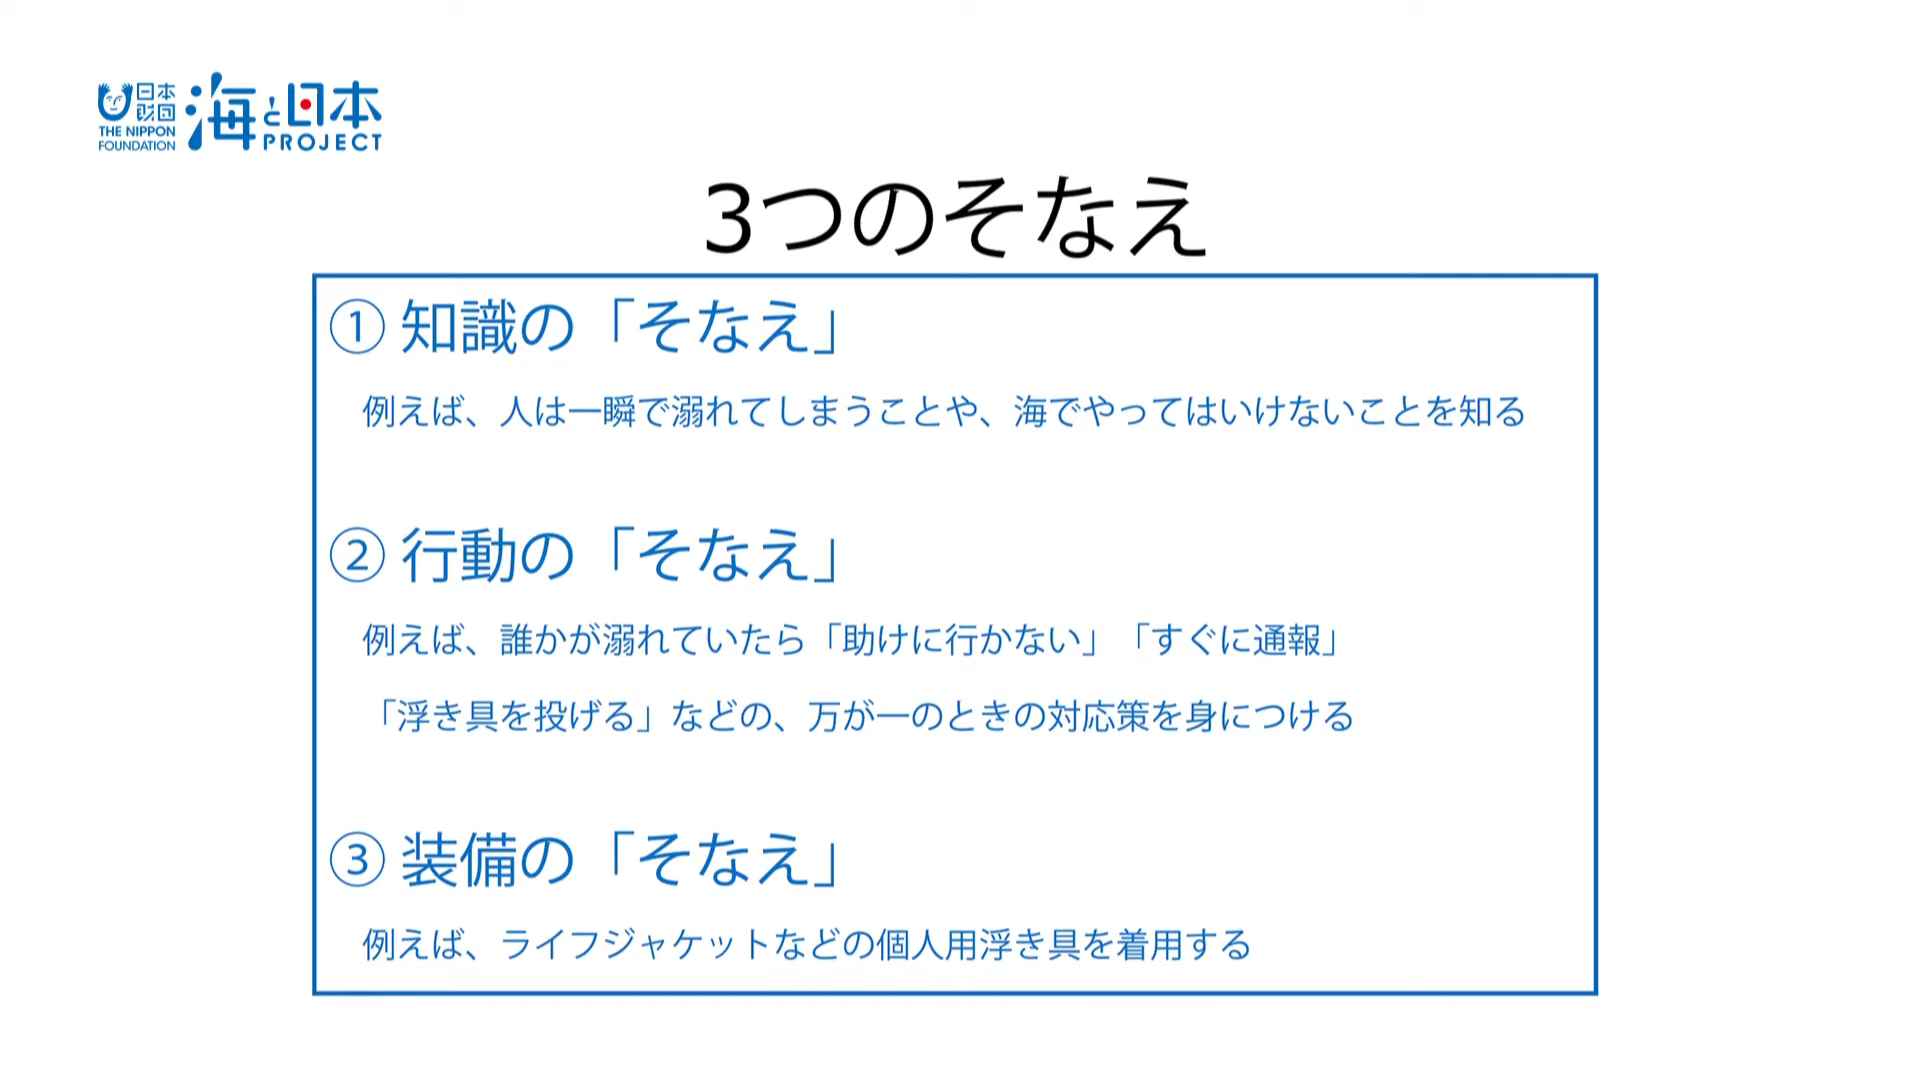 日本財団
THE NIPPON FOUNDATION
海と日本
PROJECT
3つのそなえ
① 知識の「そなえ」
例えば、人は一瞬で溺れてしまうことや、海でやってはいけないことを知る
② 行動の「そなえ」
例えば、誰かが溺れていたら「助けに行かない」「すぐに通報」
「浮き具を投げる」などの、万が一のときの対応策を身につける
③ 装備の「そなえ」
例えば、ライフジャケットなどの個人用浮き具を着用する